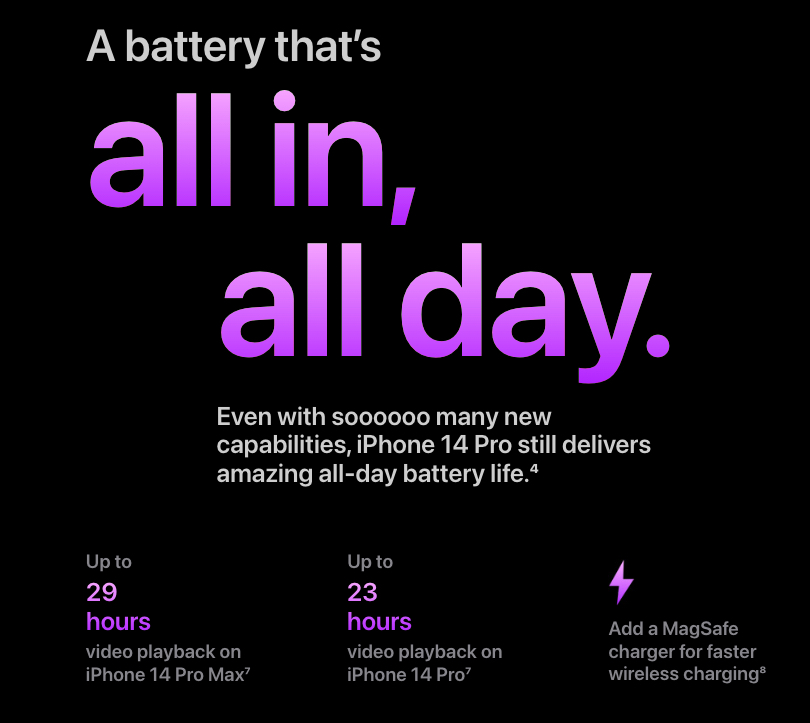 A battery that’s
all in,
all day.
Even with soooooo many new
capabilities, iPhone 14 Pro still delivers
amazing all-day battery life.⁴
Up to
29
hours
video playback on
iPhone 14 Pro Max⁷
Up to
23
hours
video playback on
iPhone 14 Pro⁷
Add a MagSafe
charger for faster
wireless charging⁸